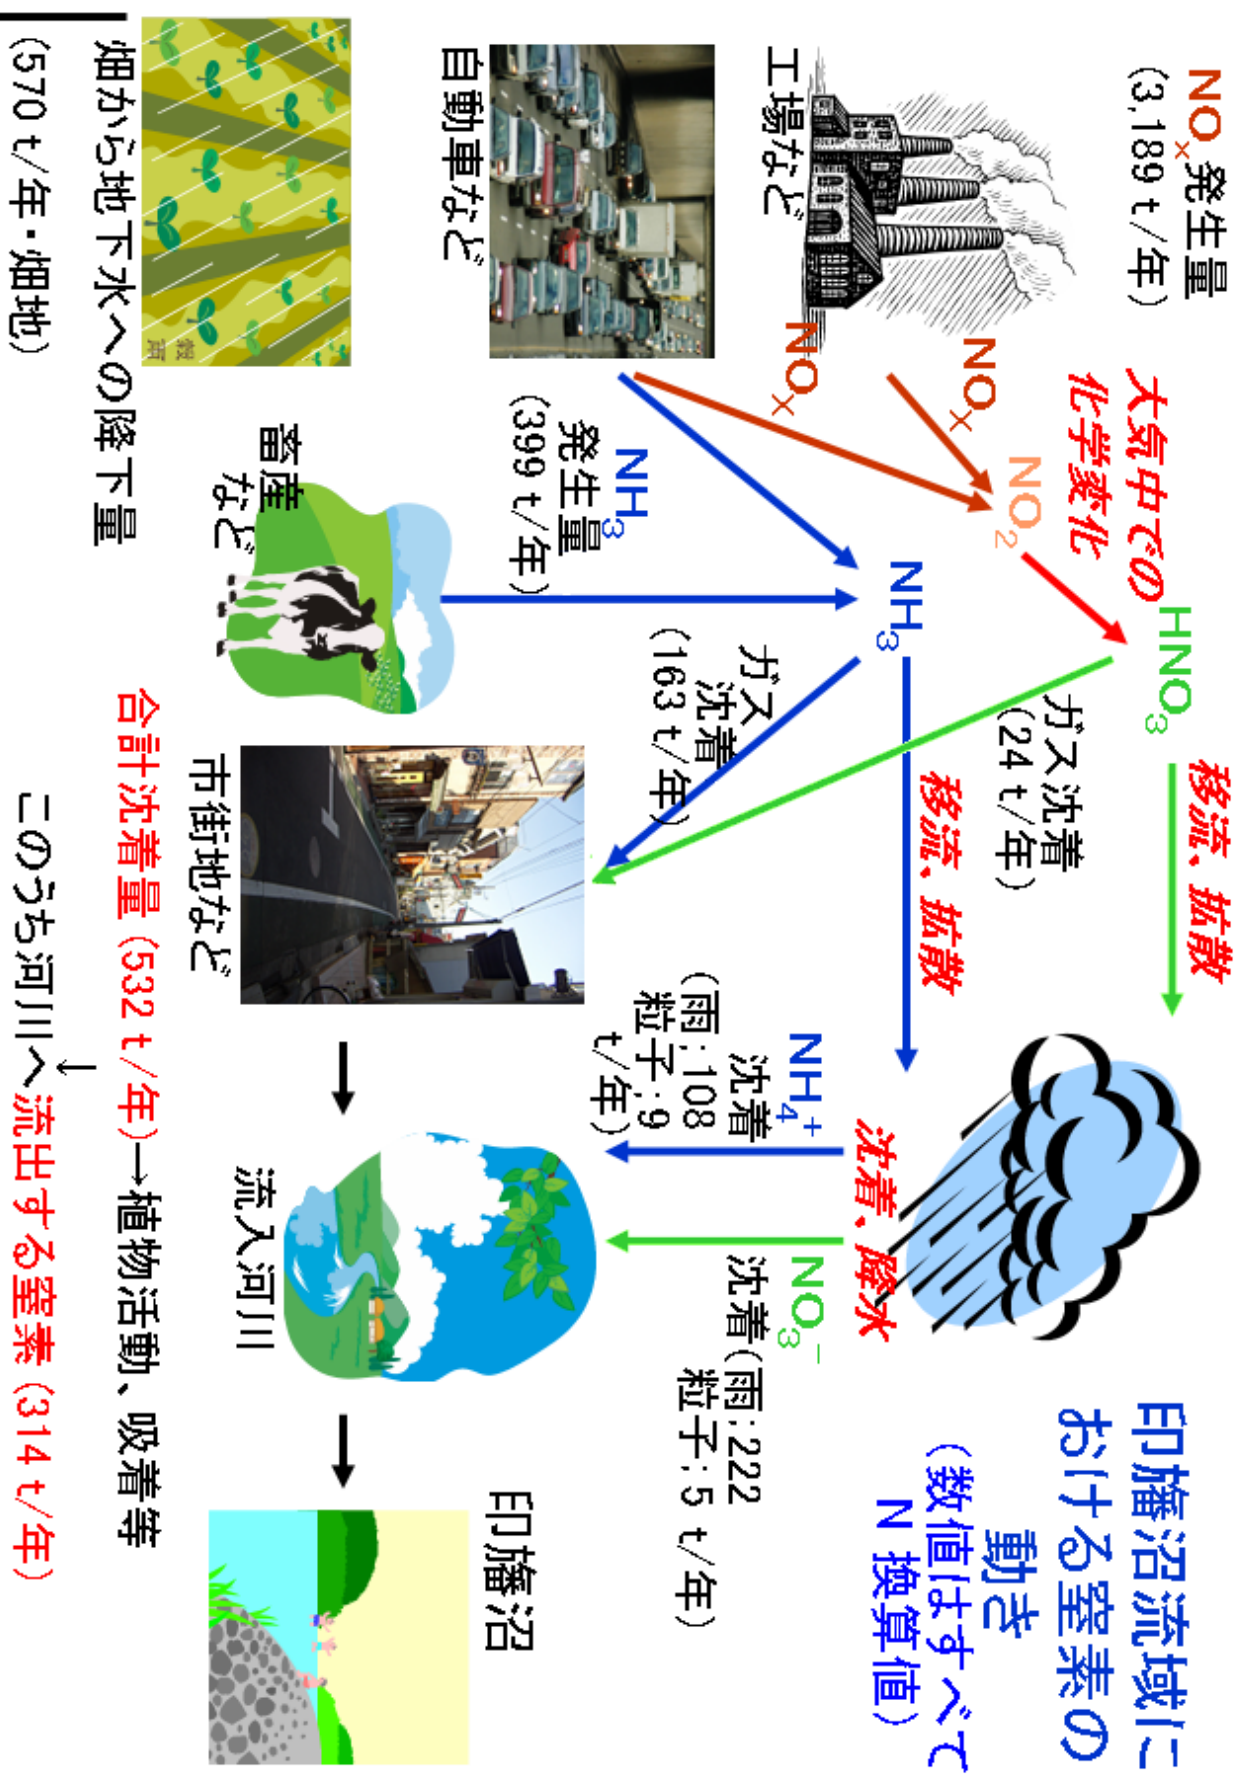 印旛沼流域に
おける窒素の
動き
(数値はすべて
N 換算値)
NOx発生量
(3,189 t/年)
大気中での
化学変化
HNO3
移流、拡散
NOx
NO2
NOx
工場など
ガス沈着
(24 t/年)
NH3
移流、拡散
沈着、降水
自動車など
NH3
発生量
(399 t/年)
ガス
沈着
(163 t/年)
NH4+
沈着
(雨:108
粒子:9
t/年)
NO3-
沈着(雨:222
粒子:5 t/年)
畜産
など
市街地など
流入河川
印旛沼
穀雨
畑から地下水への降下量
(570 t/年・畑地)
合計沈着量 (532 t/年)→植物活動、吸着等
↓
このうち河川へ流出する窒素 (314 t/年)